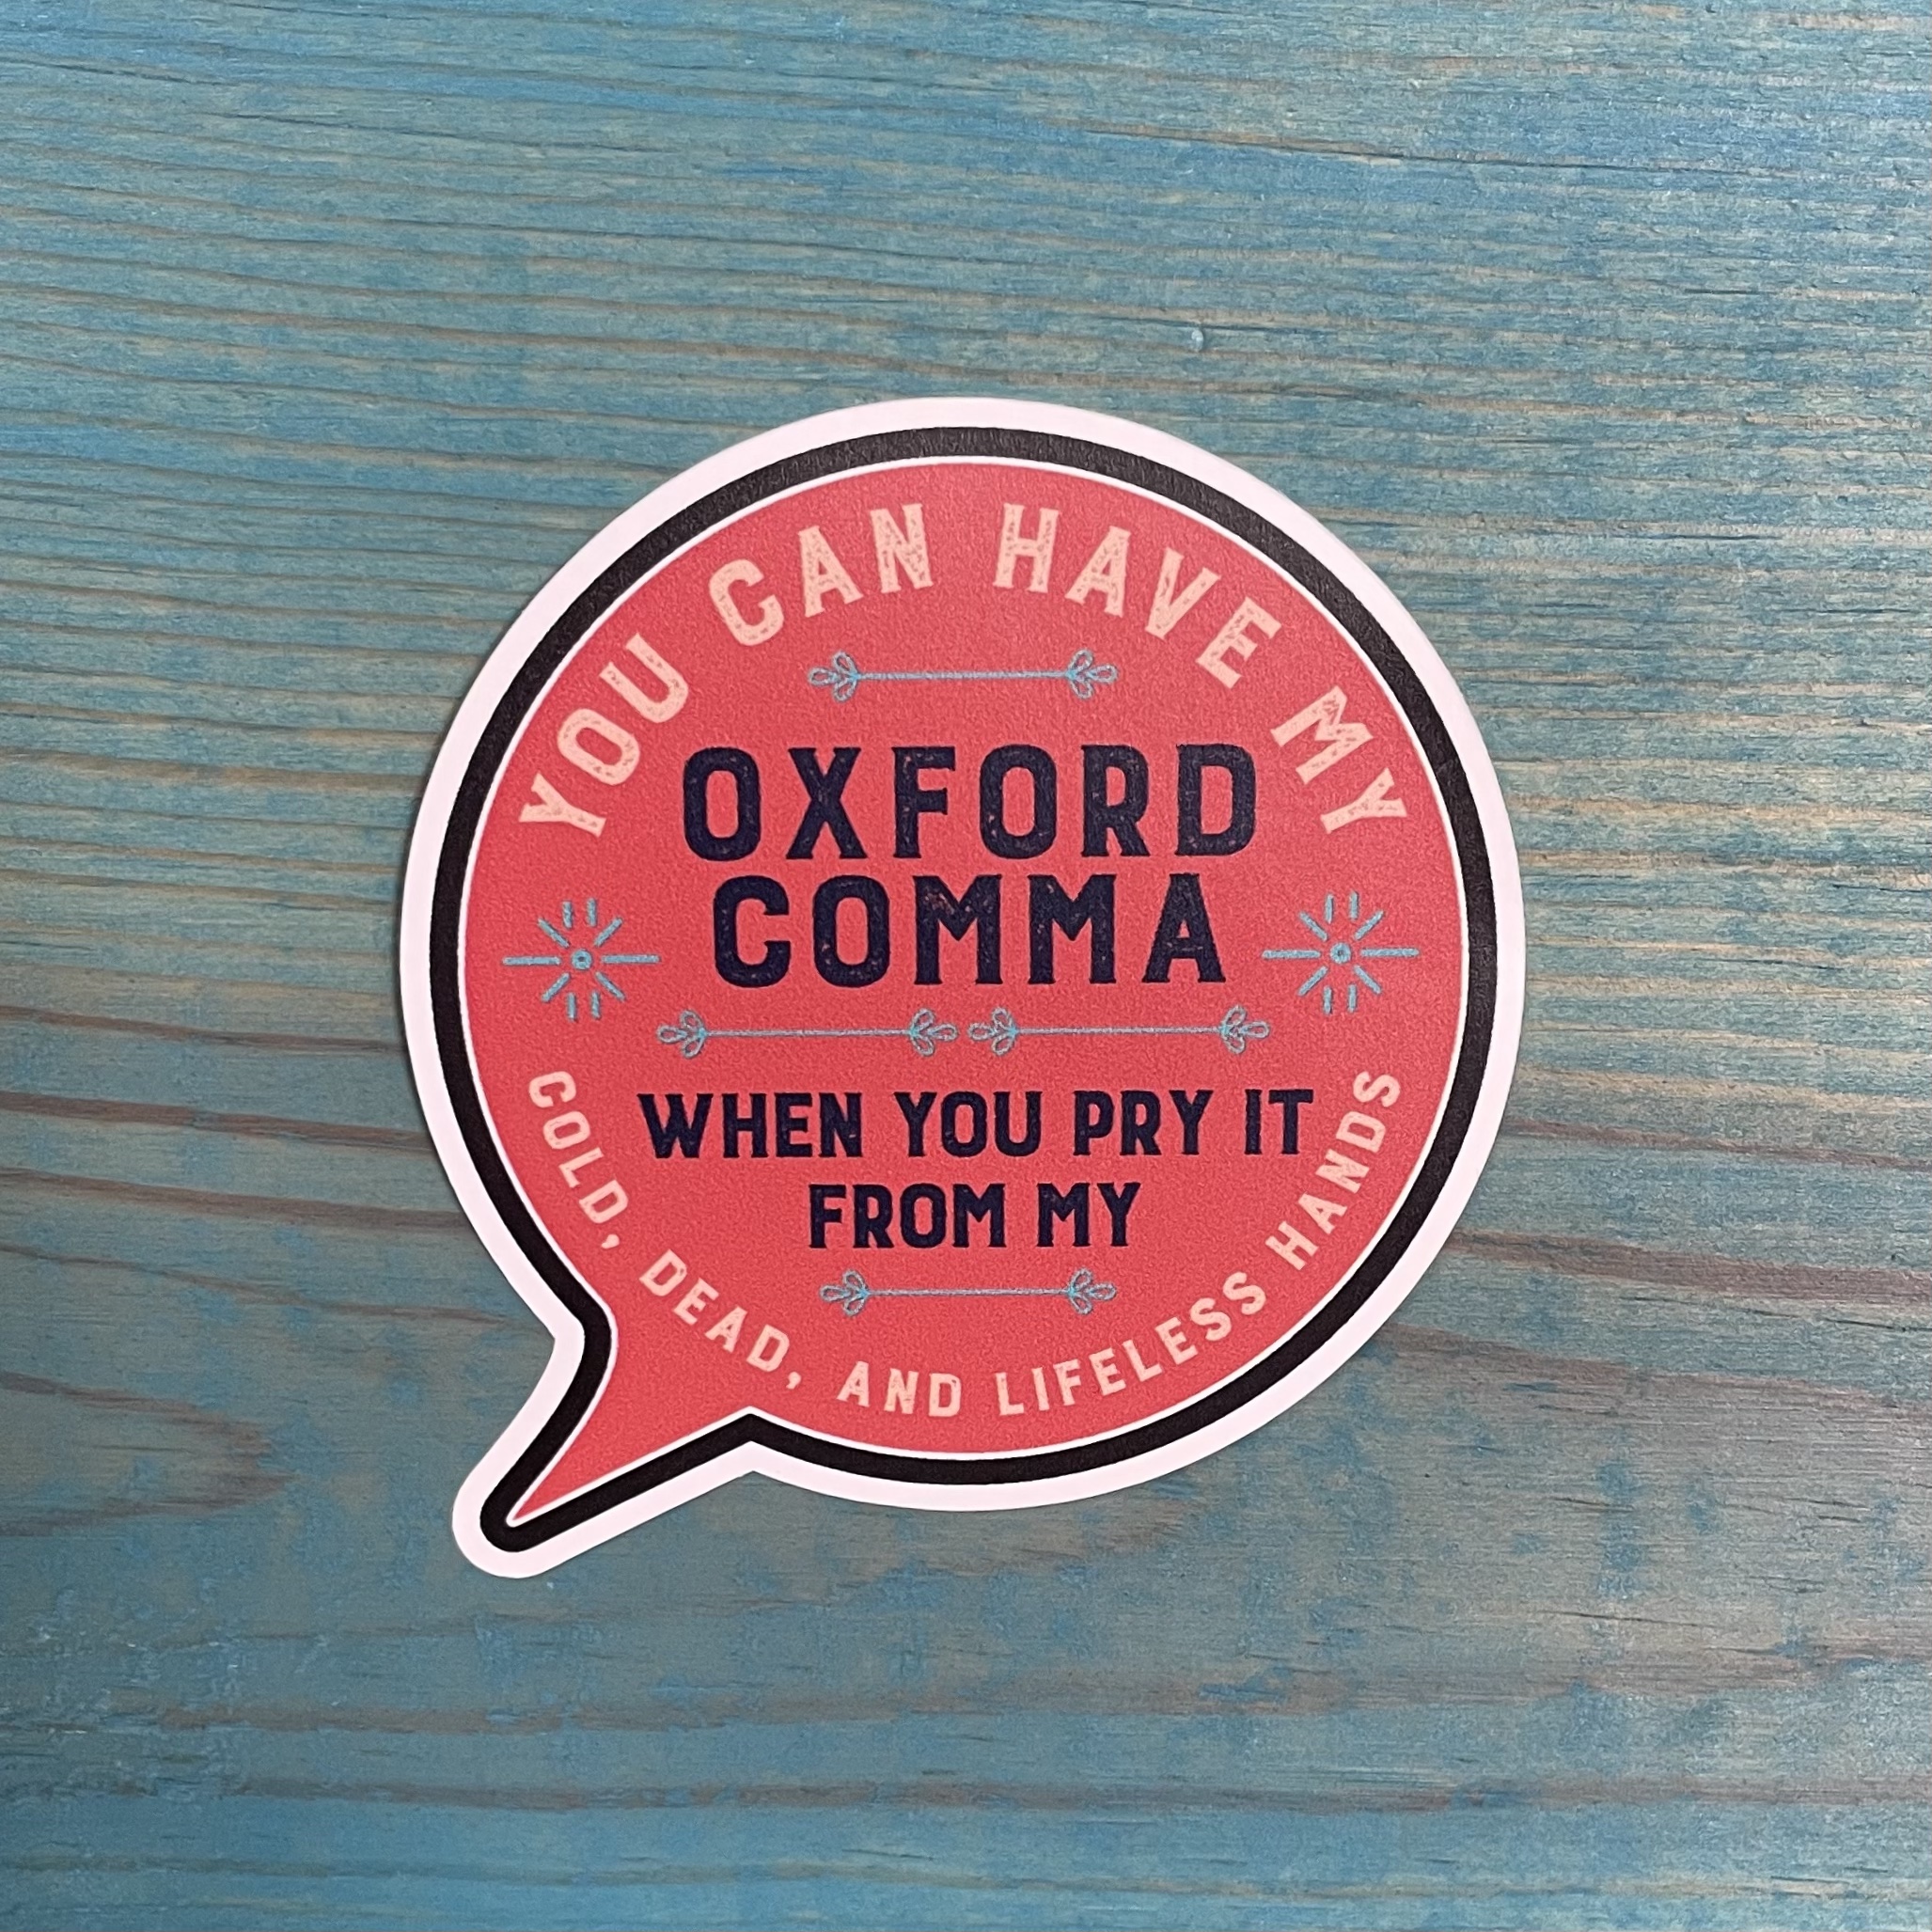 YOU CAN HAVE MY
OXFORD
COMMA
WHEN YOU PRY IT
FROM MY
COLD, DEAD, AND LIFELESS HANDS